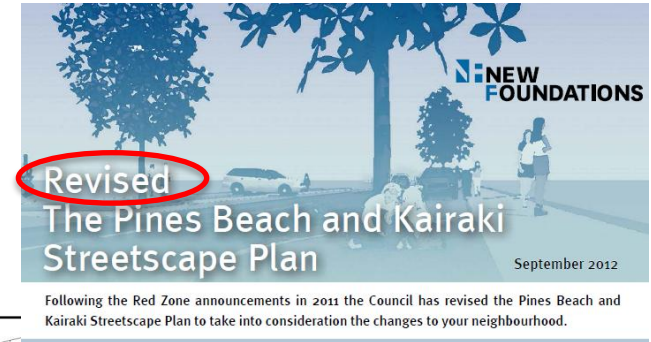 NEW
FOUNDATIONS
Revised
The Pines Beach and Kairaki
Streetscape Plan
September 2012
Following the Red Zone announcements in 2011 the Council has revised the Pines Beach and
Kairaki Streetscape Plan to take into consideration the changes to your neighbourhood.